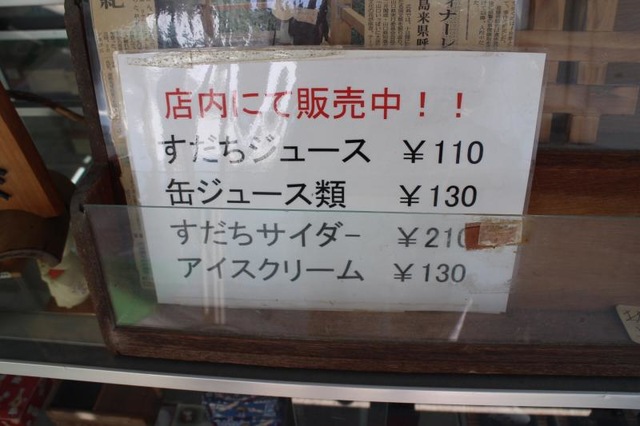 店内にて販売中！！
すだちジュース ￥110
缶ジュース類 ￥130
すだちサイダー ￥210
アイスクリーム ￥130